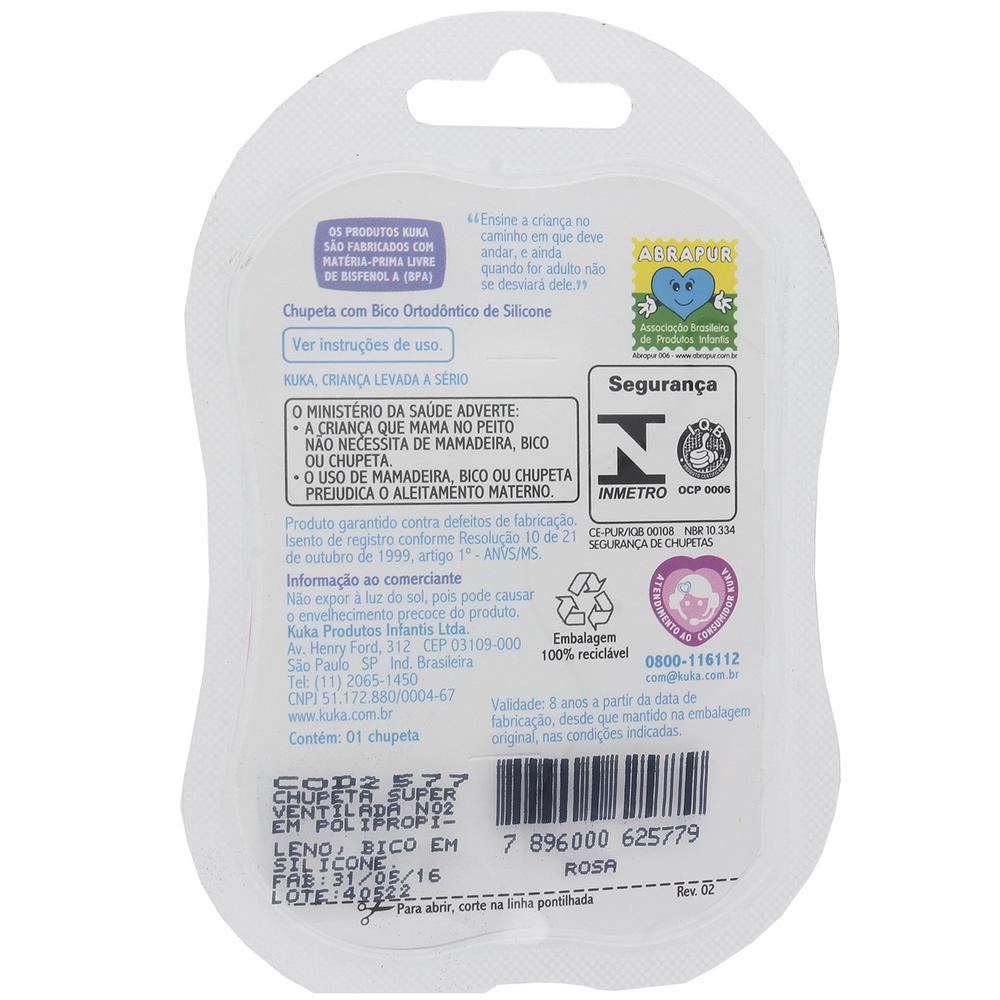 OS PRODUTOS KUKA
SÃO FABRICADOS COM
MATÉRIA-PRIMA LIVRE
DE BISFENOL A (BPA)
“Ensine a criança no
caminho em que deve
andar, e ainda
quando for adulto não
se desviará dele.”
ABRAPUR
Associação Brasileira
de Produtos Infantis
Abrapur 006 - www.abrapur.com.br
Chupeta com Bico Ortodôntico de Silicone
Ver instruções de uso.
KUKA, CRIANÇA LEVADA A SÉRIO
O MINISTÉRIO DA SAÚDE ADVERTE:
• A CRIANÇA QUE MAMA NO PEITO
NÃO NECESSITA DE MAMADEIRA, BICO
OU CHUPETA.
• O USO DE MAMADEIRA, BICO OU CHUPETA
PREJUDICA O ALEITAMENTO MATERNO.
Segurança
IQB
INMETRO
OCP 0006
CE-PUR/IQB 00108 NBR 10.334
SEGURANÇA DE CHUPETAS
Produto garantido contra defeitos de fabricação.
Isento de registro conforme Resolução 10 de 21
de outubro de 1999, artigo 1º - ANVS/MS.
Informação ao comerciante
Não expor à luz do sol, pois pode causar
o envelhecimento precoce do produto.
Kuka Produtos Infantis Ltda.
Av. Henry Ford, 312 CEP 03109-000
São Paulo SP Ind. Brasileira
Tel: (11) 2065-1450
CNPJ 51.172.880/0004-67
www.kuka.com.br
Contém: 01 chupeta
Embalagem
100% reciclável
ATENDIMENTO AO CONSUMIDOR KUKA
0800-116112
com@kuka.com.br
Validade: 8 anos a partir da data de
fabricação, desde que mantido na embalagem
original, nas condições indicadas.
COD2577
CHUPETA SUPER
VENTILADA NO2
EM POLIPROPI-
LENO, BICO EM
SILICONE.
FAB:31/05/16
LOTE:40522
7 896000 625779
ROSA
Rev. 02
Para abrir, corte na linha pontilhada